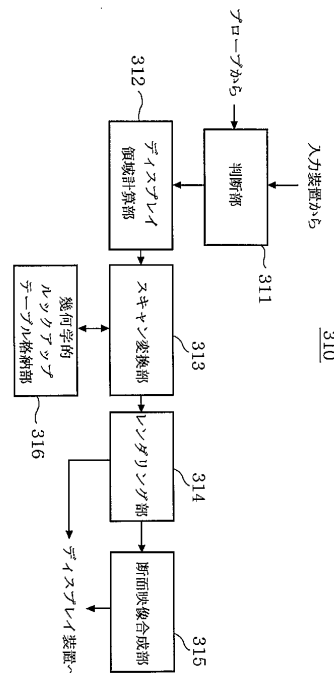 310
入力装置から
プローブから
判断部
311
ディスプレイ
領域計算部
312
スキャン変換部
313
幾何学的
ルックアップ
テーブル格納部
316
レンダリング部
314
断面映像合成部
315
ディスプレイ装置へ